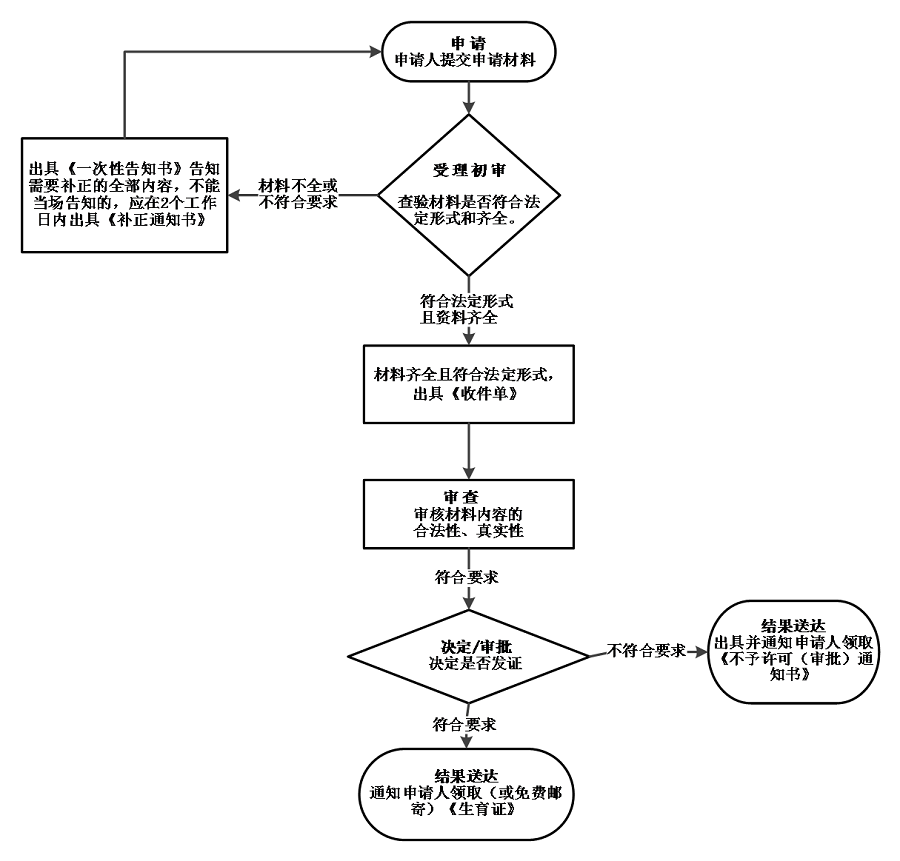 申 请
申请人提交申请材料
受 理 初 审
查验材料是否符合法
定形式和齐全。
材料不全或
不符合要求
出具《一次性告知书》告知
需要补正的全部内容，不能
当场告知的，应在2个工作
日内出具《补正通知书》
符合法定形式
且资料齐全
材料齐全且符合法定形式，
出具《收件单》
审 查
审核材料内容的
合法性、真实性
符合要求
决定/审批
决定是否发证
不符合要求
结果送达
出具并通知申请人领取
《不予许可（审批）通
知书》
符合要求
结果送达
通知申请人领取（或免费邮
寄）《生育证》